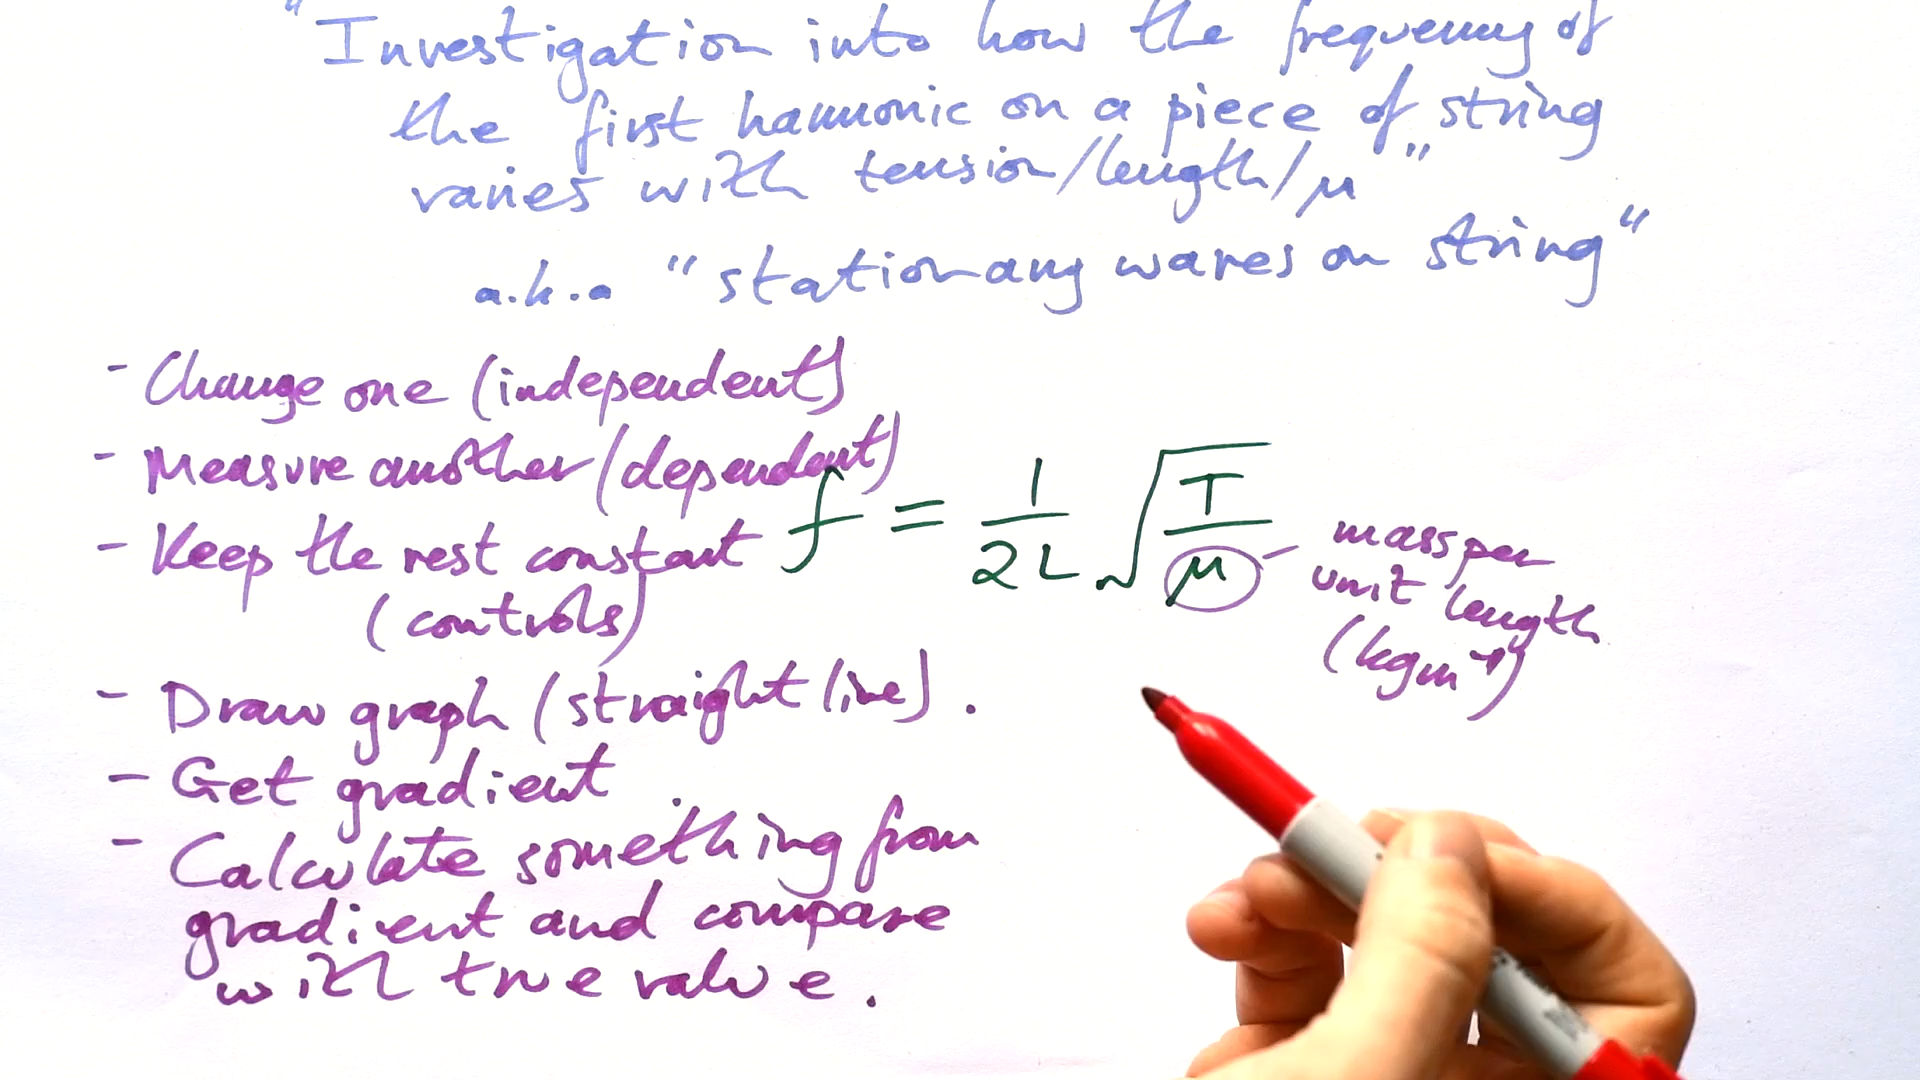 "Investigation into how the frequency of
the first harmonic on a piece of string
varies with tension/length/μ"
a.k.a "stationary waves on string"
- Change one (independent)
- Measure another (dependent)
- Keep the rest constant
(controls)
- Draw graph (straight line).
- Get gradient
- Calculate something from
gradient and compare
with true value.
f = 1/2L √T/μ
mass per
unit length
(kgm⁻¹)